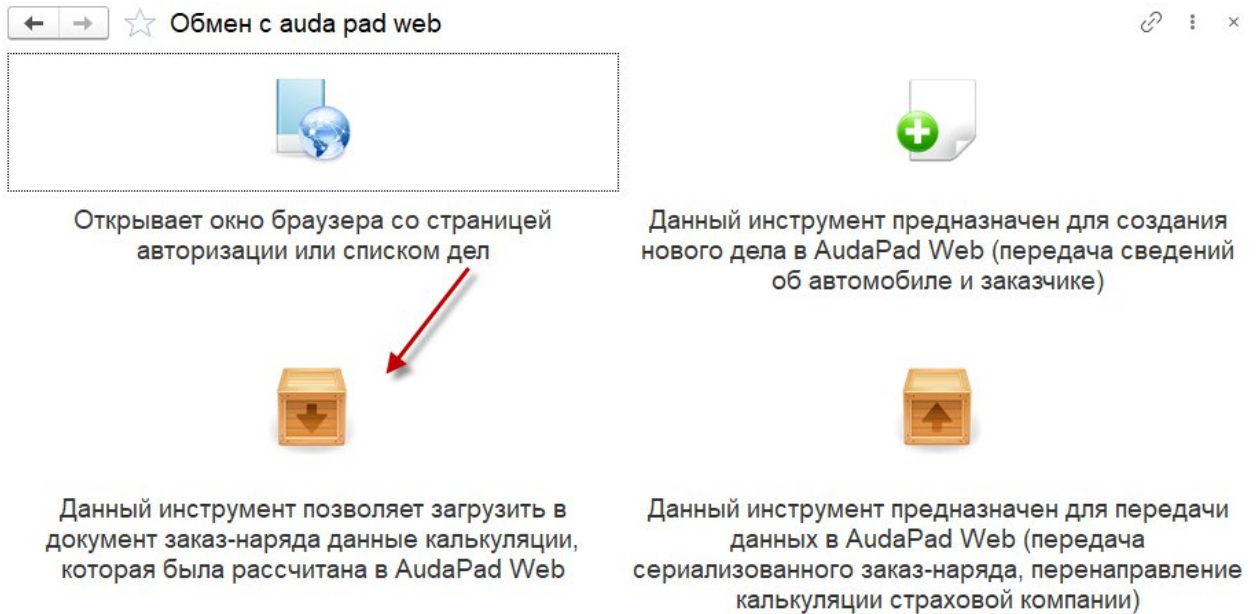 Обмен с auda pad web
Открывает окно браузера со страницей
авторизации или списком дел
Данный инструмент предназначен для создания
нового дела в AudaPad Web (передача сведений
об автомобиле и заказчике)
Данный инструмент позволяет загрузить в
документ заказ-наряда данные калькуляции,
которая была рассчитана в AudaPad Web
Данный инструмент предназначен для передачи
данных в AudaPad Web (передача
сериализованного заказ-наряда, перенаправление
калькуляции страховой компании)